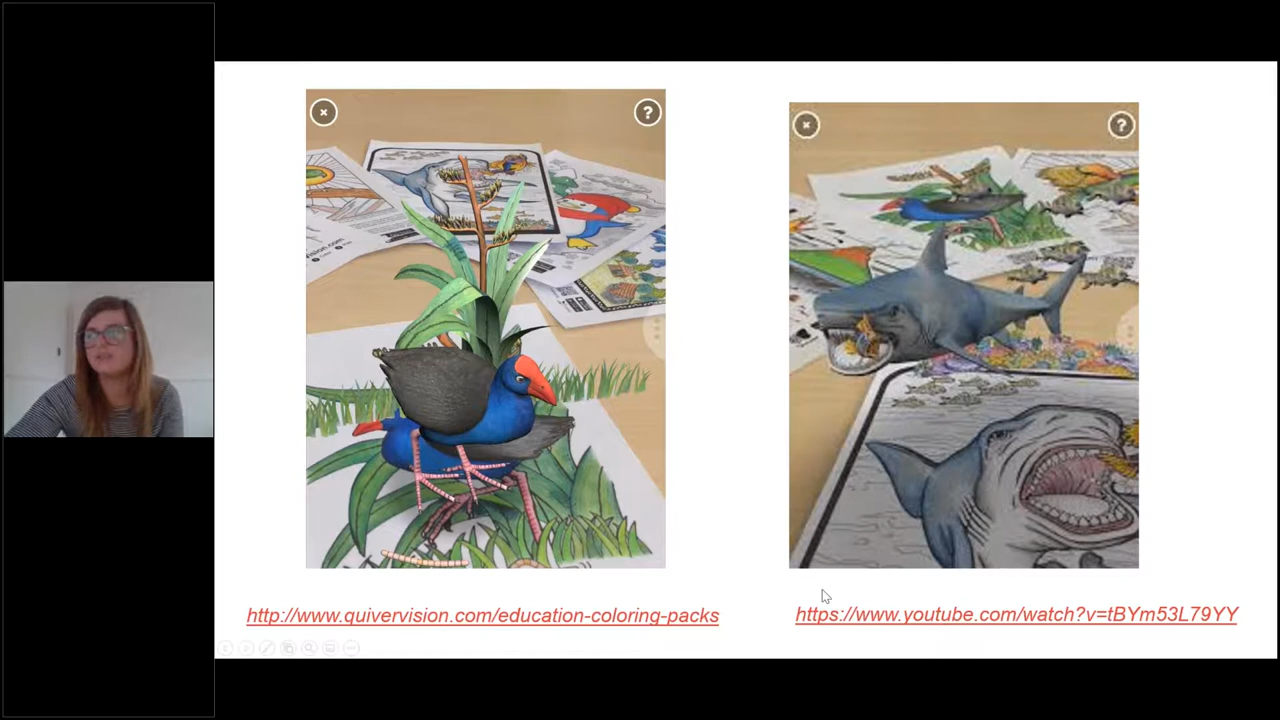 ×
?
×
?
http://www.quivervision.com/education-coloring-packs
https://www.youtube.com/watch?v=tBYm53L79YY